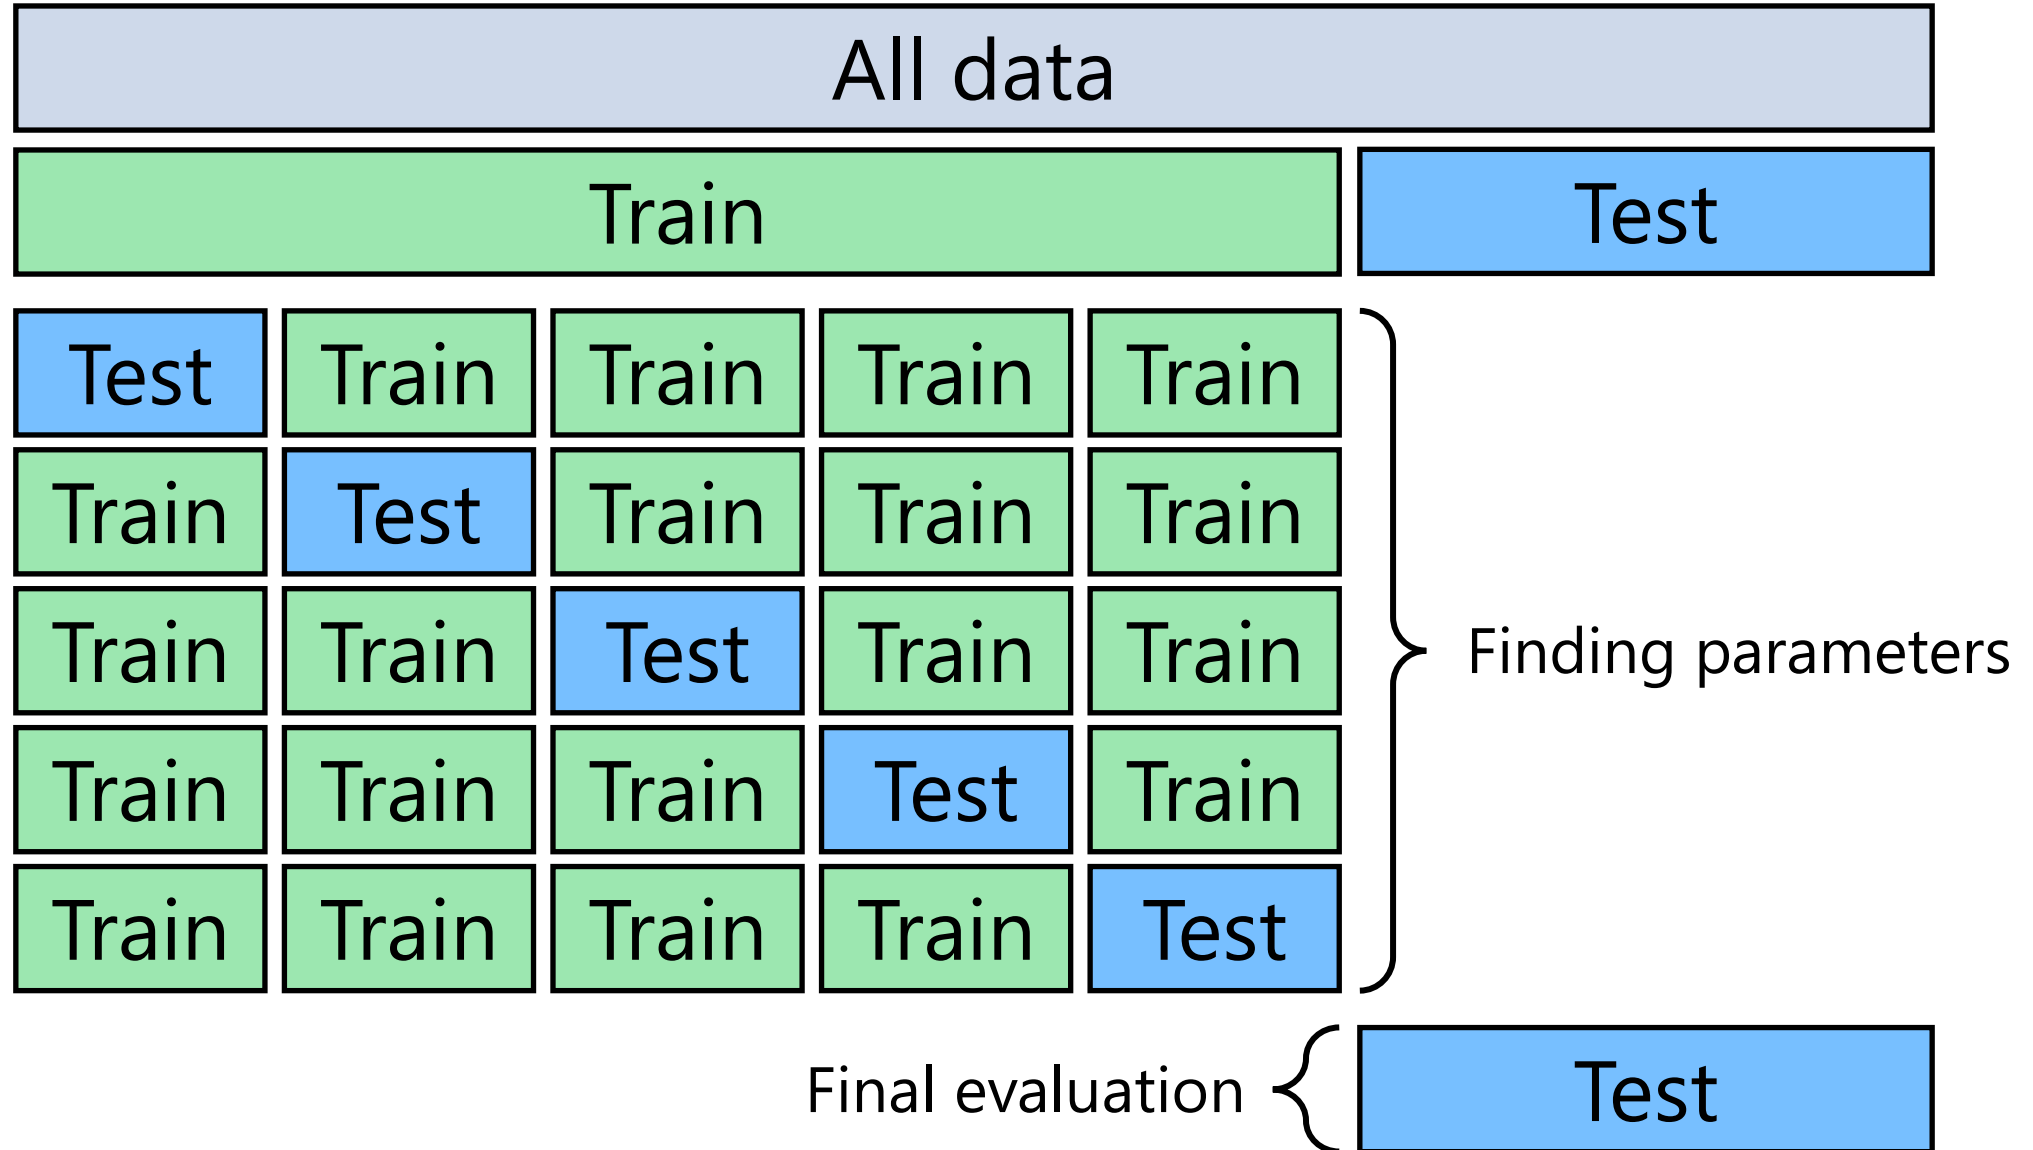 All data
Train Test
Test Train Train Train Train
Train Test Train Train Train
Train Train Test Train Train
Finding parameters
Train Train Train Test Train
Train Train Train Train Test
Final evaluation Test